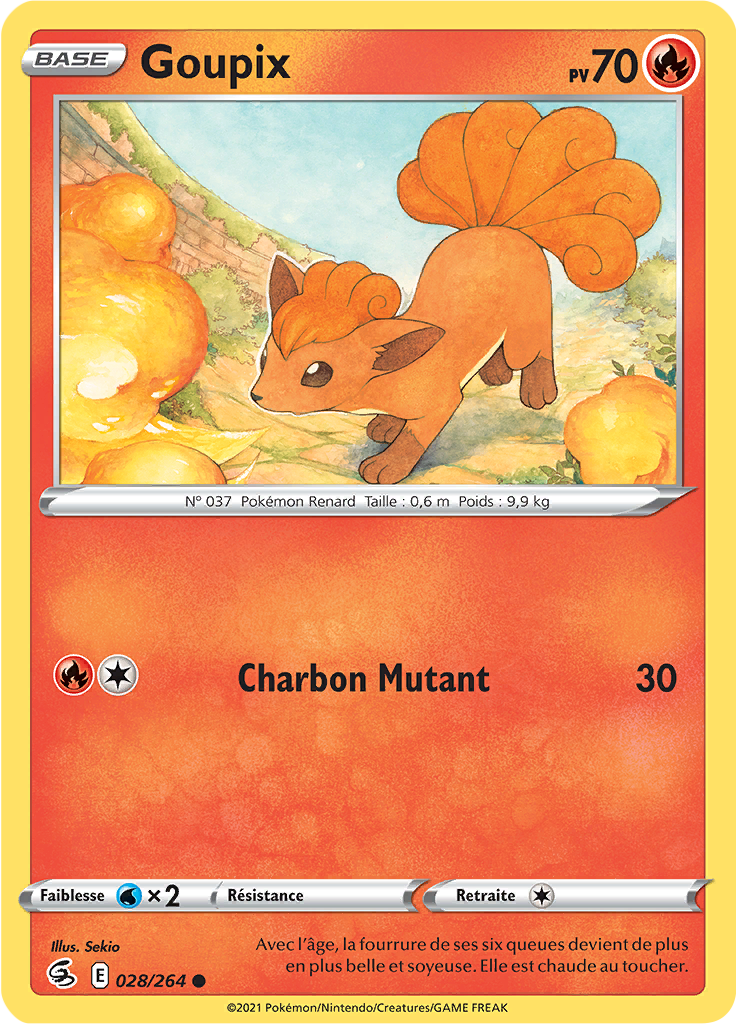 BASE Goupix PV70
N° 037 Pokémon Renard Taille : 0,6 m Poids : 9,9 kg
Charbon Mutant 30
Faiblesse ×2 Résistance Retraite
Illus. Sekio
Avec l'âge, la fourrure de ses six queues devient de plus
en plus belle et soyeuse. Elle est chaude au toucher.
E 028/264
©2021 Pokémon/Nintendo/Creatures/GAME FREAK